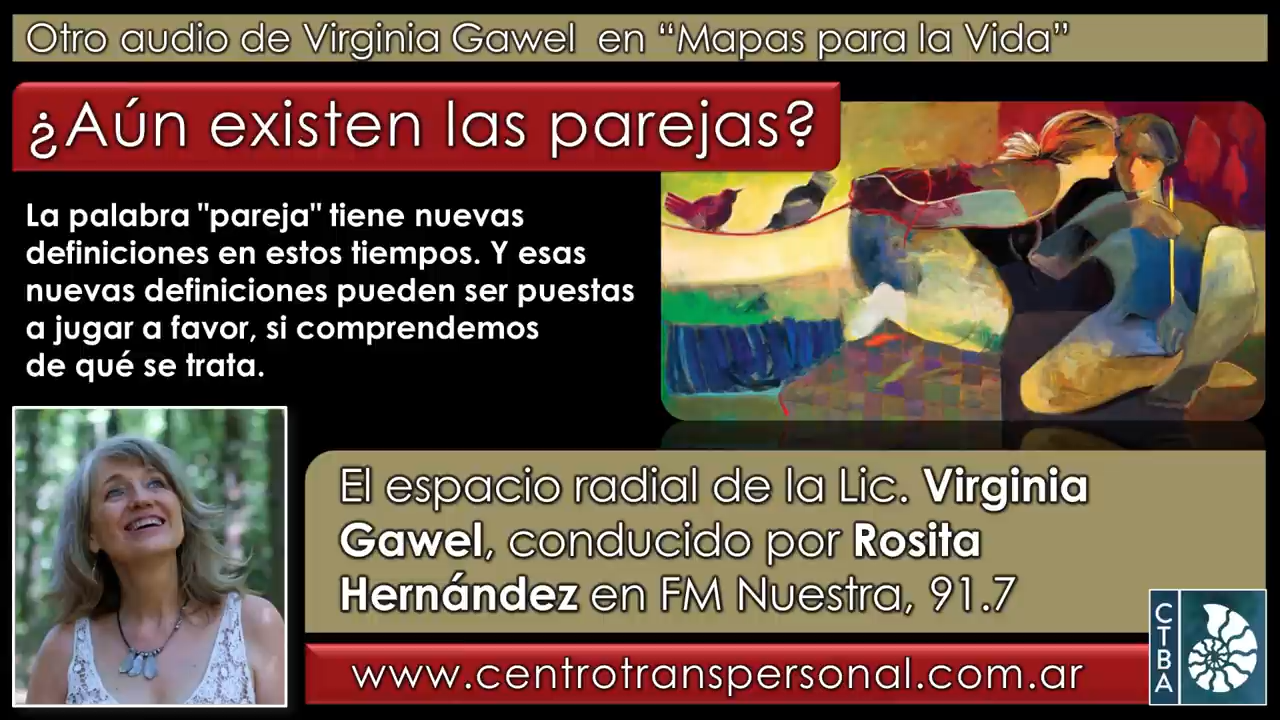 Otro audio de Virginia Gawel en “Mapas para la Vida”
¿Aún existen las parejas?
La palabra "pareja" tiene nuevas
definiciones en estos tiempos. Y esas
nuevas definiciones pueden ser puestas
a jugar a favor, si comprendemos
de qué se trata.
El espacio radial de la Lic. Virginia
Gawel, conducido por Rosita
Hernández en FM Nuestra, 91.7
www.centrotranspersonal.com.ar
CTBA